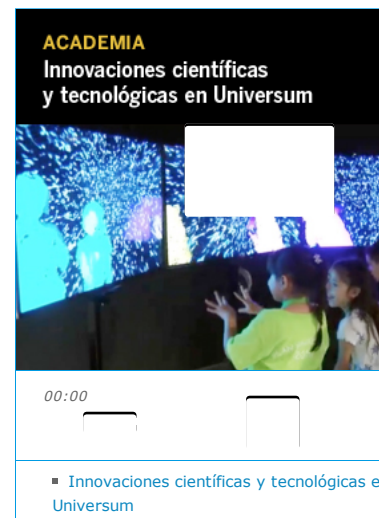 ACADEMIA
Innovaciones científicas
y tecnológicas en Universum
00:00
Innovaciones científicas y tecnológicas e
Universum